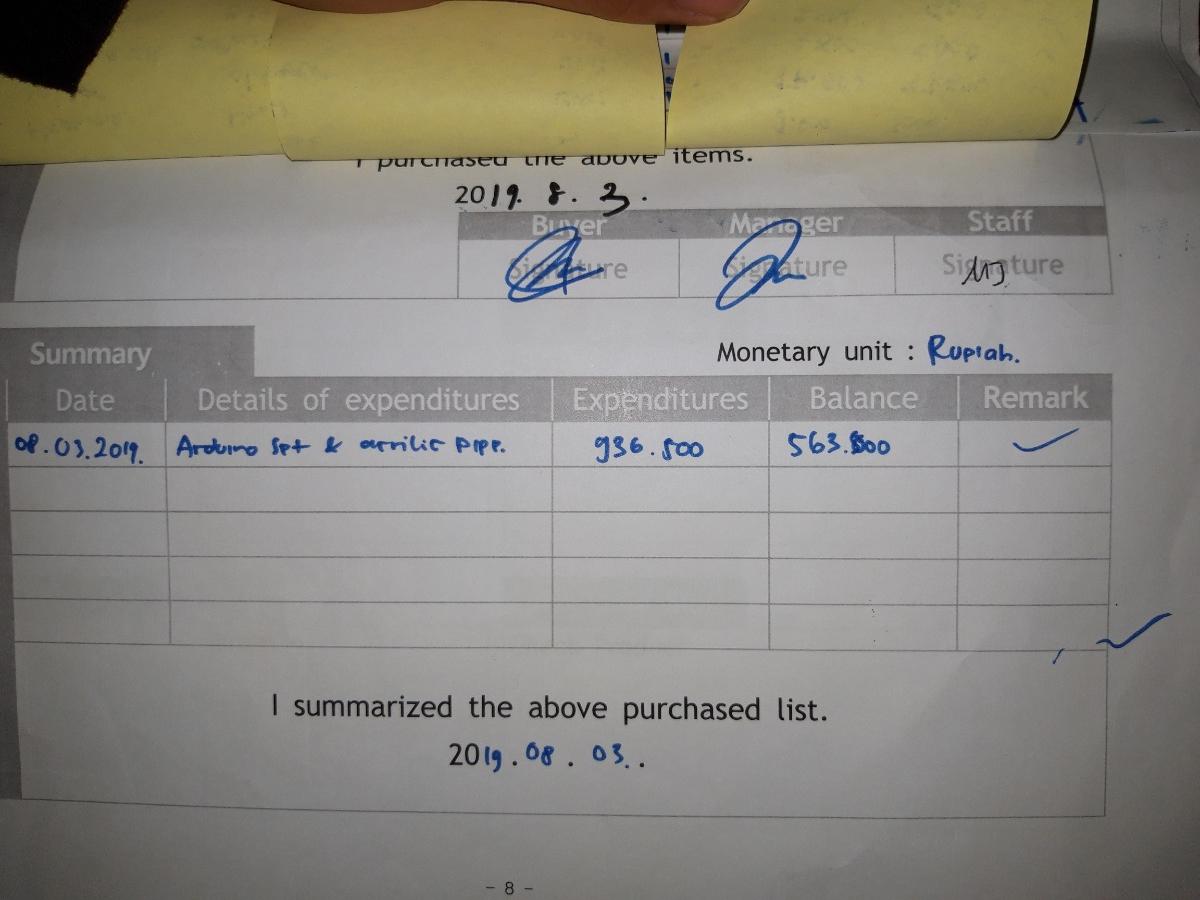 I purchased the above items.
2019. 8. 3.
Buyer Manager Staff
Signature Signature Signature
Summary
Monetary unit : Rupiah.
Date Details of expenditures Expenditures Balance Remark
08.03.2019. Arduino Set & acrilic pipe. 936.500 563.500
I summarized the above purchased list.
2019.08.03..
- 8 -